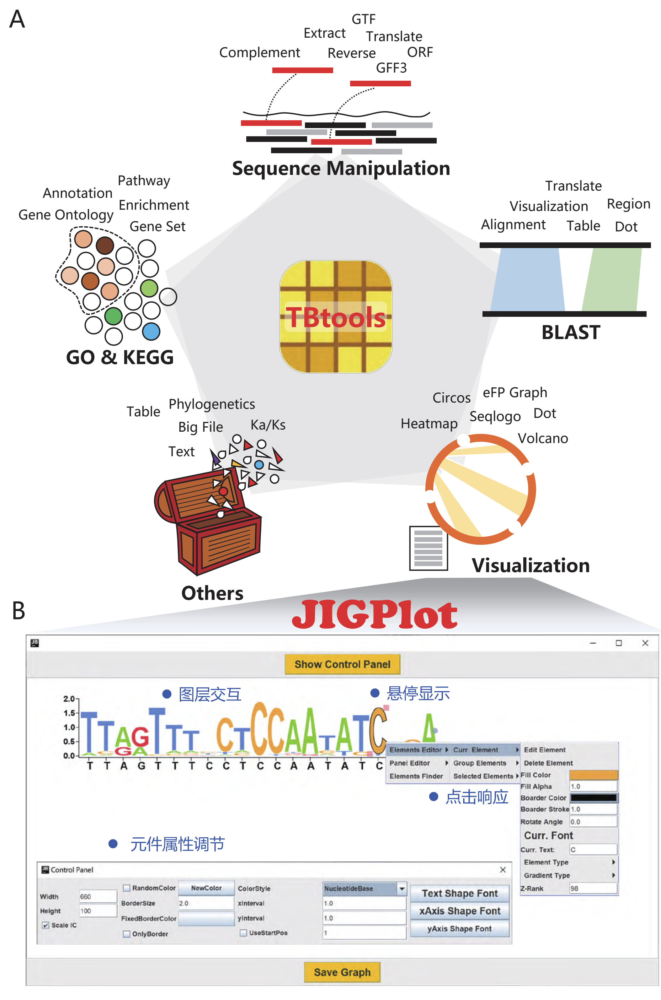 A
GTF
Extract
Translate
Complement
Reverse
ORF
GFF3
Sequence Manipulation
Pathway
Annotation
Enrichment
Gene Ontology
Gene Set
GO & KEGG
Translate
Visualization
Region
Alignment
Table
Dot
BLAST
TBtools
Table
Phylogenetics
Big File
Ka/Ks
Text
Others
Circos
eFP Graph
Seqlogo
Dot
Heatmap
Volcano
Visualization
B
JIGPlot
JB
Show Control Panel
图层交互
悬停显示
2.0
1.5
1.0
0.5
0.0
T T A G T T T C C T C C A A T A T C
Elements Editor
Panel Editor
Elements Finder
Curr. Element
Group Elements
Selected Elements
Edit Element
Delete Element
Fill Color
Fill Alpha 1.0
Boarder Color
Boarder Stroke 1.0
Rotate Angle 0.0
Curr. Font
Curr. Text: C
Element Type
Gradient Type
Z-Rank 98
点击响应
元件属性调节
JB Control Panel
Width 660
Height 100
Scale IC
RandomColor NewColor
BorderSize 2.0
FixedBorderColor
OnlyBorder
ColorStyle NucleotideBase
xInterval 1.0
yInterval 1.0
UseStartPos 1
Text Shape Font
xAxis Shape Font
yAxis Shape Font
Save Graph